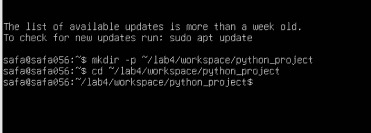 The list of available updates is more than a week old.
To check for new updates run: sudo apt update
safa@safa056:~$ mkdir -p ~/lab4/workspace/python_project
safa@safa056:~$ cd ~/lab4/workspace/python_project
safa@safa056:~/lab4/workspace/python_project$